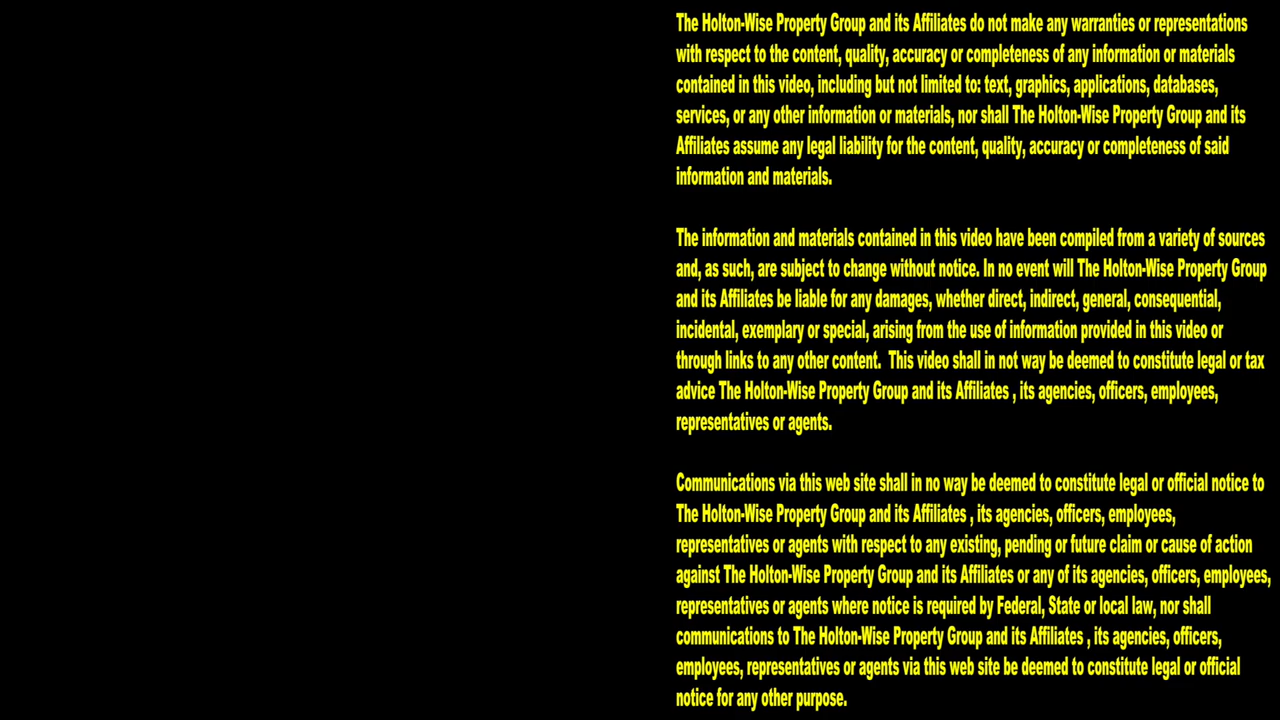 The Holton-Wise Property Group and its Affiliates do not make any warranties or representations
with respect to the content, quality, accuracy or completeness of any information or materials
contained in this video, including but not limited to: text, graphics, applications, databases,
services, or any other information or materials, nor shall The Holton-Wise Property Group and its
Affiliates assume any legal liability for the content, quality, accuracy or completeness of said
information and materials.
The information and materials contained in this video have been compiled from a variety of sources
and, as such, are subject to change without notice. In no event will The Holton-Wise Property Group
and its Affiliates be liable for any damages, whether direct, indirect, general, consequential,
incidental, exemplary or special, arising from the use of information provided in this video or
through links to any other content.  This video shall in not way be deemed to constitute legal or tax
advice The Holton-Wise Property Group and its Affiliates , its agencies, officers, employees,
representatives or agents.
Communications via this web site shall in no way be deemed to constitute legal or official notice to
The Holton-Wise Property Group and its Affiliates , its agencies, officers, employees,
representatives or agents with respect to any existing, pending or future claim or cause of action
against The Holton-Wise Property Group and its Affiliates or any of its agencies, officers, employees,
representatives or agents where notice is required by Federal, State or local law, nor shall
communications to The Holton-Wise Property Group and its Affiliates , its agencies, officers,
employees, representatives or agents via this web site be deemed to constitute legal or official
notice for any other purpose.